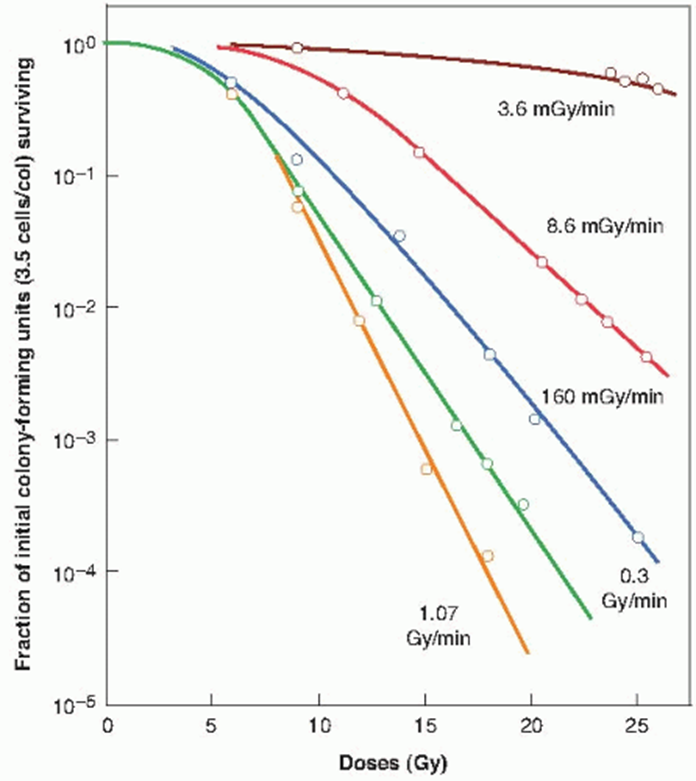 Fraction of initial colony-forming units (3.5 cells/col) surviving
10⁰
10⁻¹
10⁻²
10⁻³
10⁻⁴
10⁻⁵
3.6 mGy/min
8.6 mGy/min
160 mGy/min
0.3
Gy/min
1.07
Gy/min
0 5 10 15 20 25
Doses (Gy)